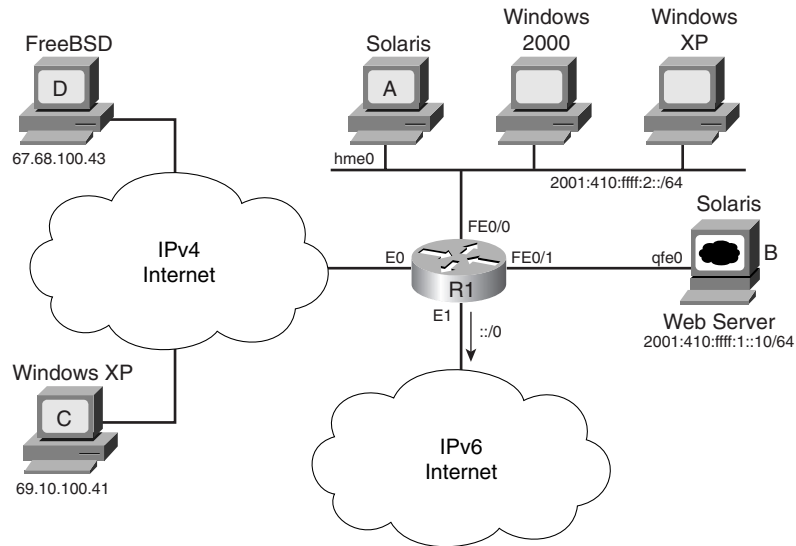 FreeBSD
D
67.68.100.43
Solaris
A
Windows
2000
Windows
XP
hme0
2001:410:ffff:2::/64
IPv4
Internet
FE0/0
E0
R1
FE0/1
E1
::/0
qfe0
Solaris
B
Web Server
2001:410:ffff:1::10/64
Windows XP
C
69.10.100.41
IPv6
Internet